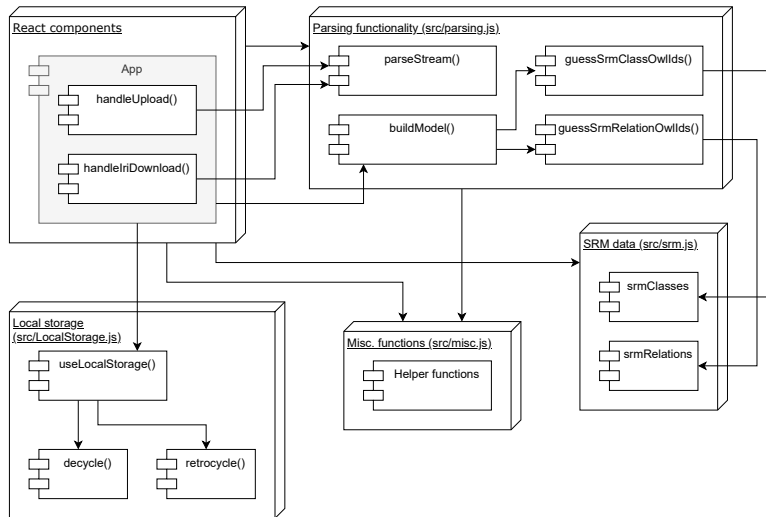 React components
App
handleUpload()
handleIriDownload()
Parsing functionality (src/parsing.js)
parseStream()
guessSrmClassOwlIds()
buildModel()
guessSrmRelationOwlIds()
SRM data (src/srm.js)
srmClasses
srmRelations
Local storage
(src/LocalStorage.js)
useLocalStorage()
decycle()
retrocycle()
Misc. functions (src/misc.js)
Helper functions